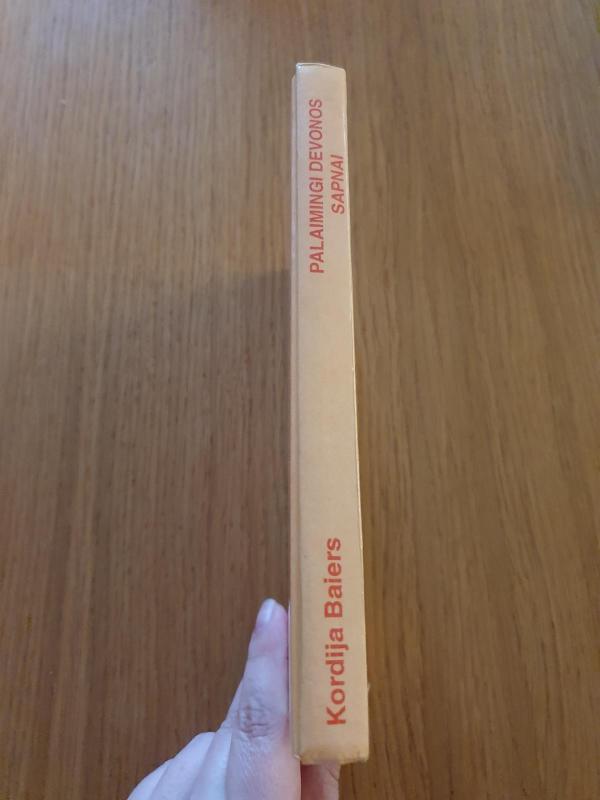 Kordija Baiers
PALAIMINGI DEVONOS
SAPNAI